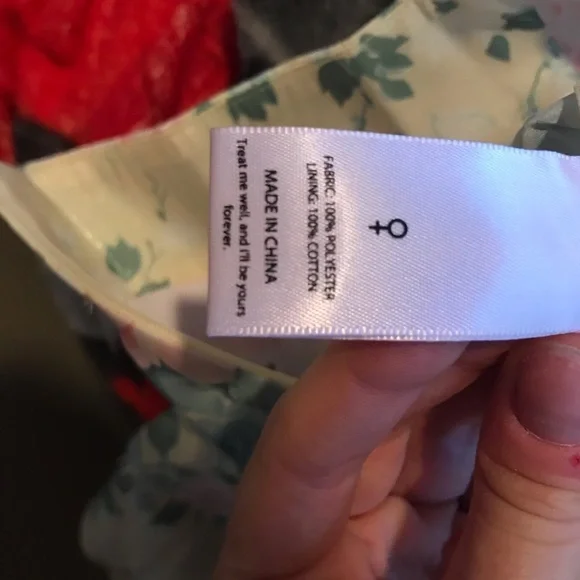 FABRIC: 100% POLYESTER
LINING: 100% COTTON
MADE IN CHINA
Treat me well, and I'll be yours
forever.